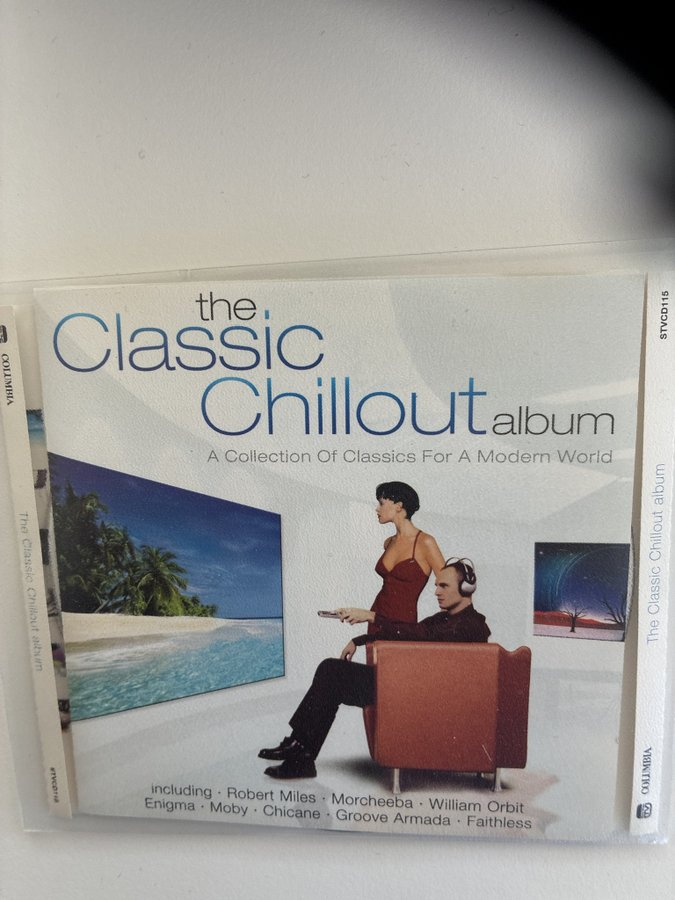 the
Classic
Chillout album
A Collection Of Classics For A Modern World
including · Robert Miles · Morcheeba · William Orbit
Enigma · Moby · Chicane · Groove Armada · Faithless
COLUMBIA
The Classic Chillout album
STVCD115
STVCD115
The Classic Chillout album
COLUMBIA